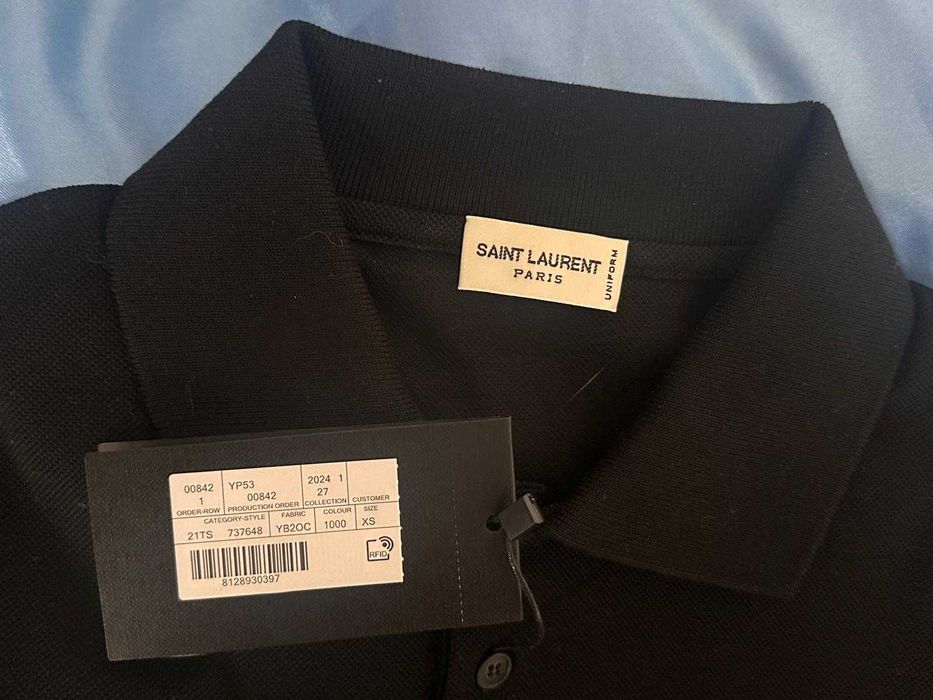 SAINT LAURENT
PARIS
UNIFORM
00842 YP53 2024 1
1 00842 27
ORDER-ROW PRODUCTION ORDER COLLECTION CUSTOMER
CATEGORY-STYLE FABRIC COLOUR SIZE
21TS 737648 YB2OC 1000 XS
RFID
8128930397